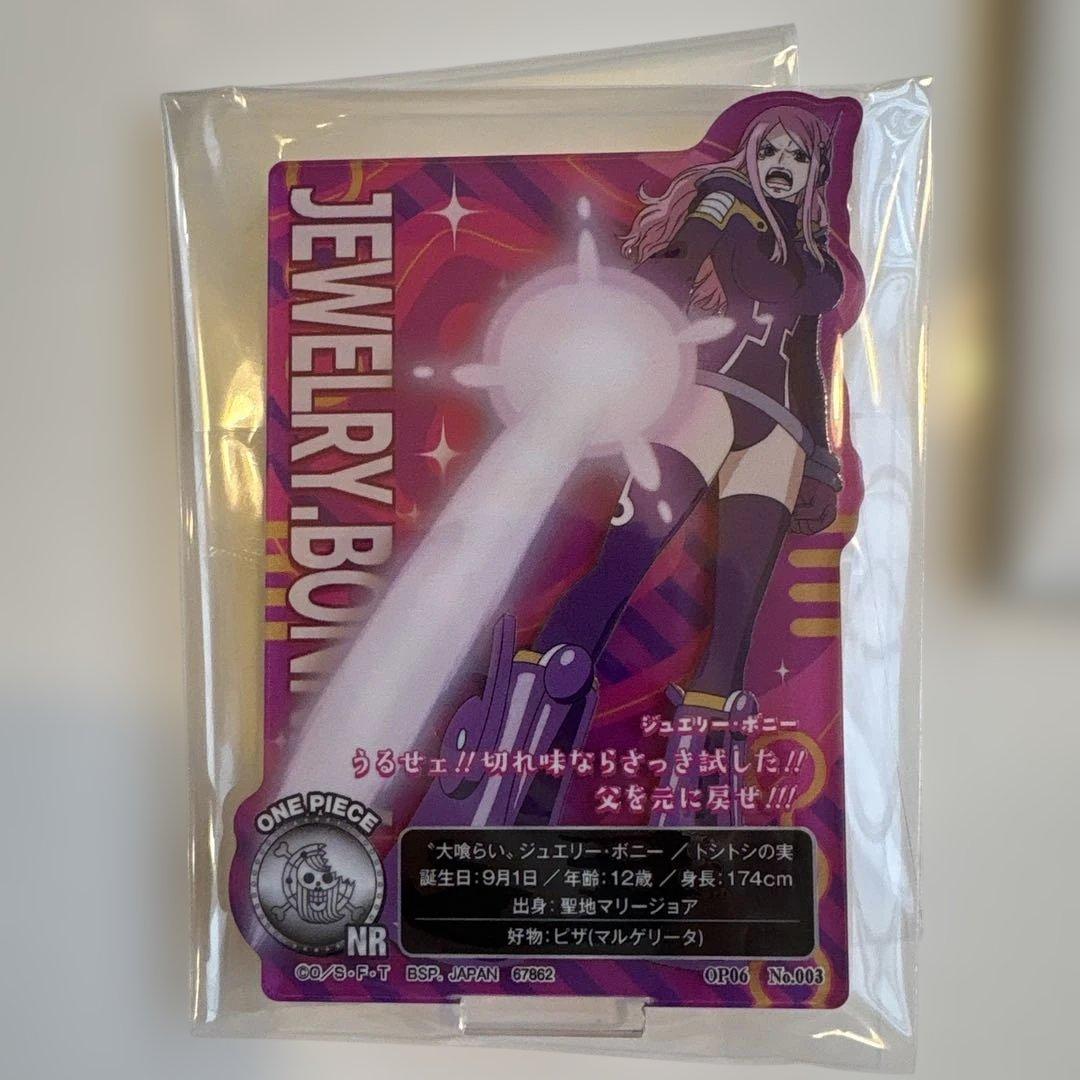 JEWELRY.BON
ジュエリー・ボニー
うるせェ!!切れ味ならさっき試した!!
父を元に戻せ!!!
ONE PIECE
NR
〝大喰らい〟ジュエリー・ボニー ／トシトシの実
誕生日:9月1日 ／ 年齢:12歳 ／ 身長:174cm
出身:聖地マリージョア
好物:ピザ(マルゲリータ)
©O/S・F・T BSP. JAPAN 67862 OP06 No.003